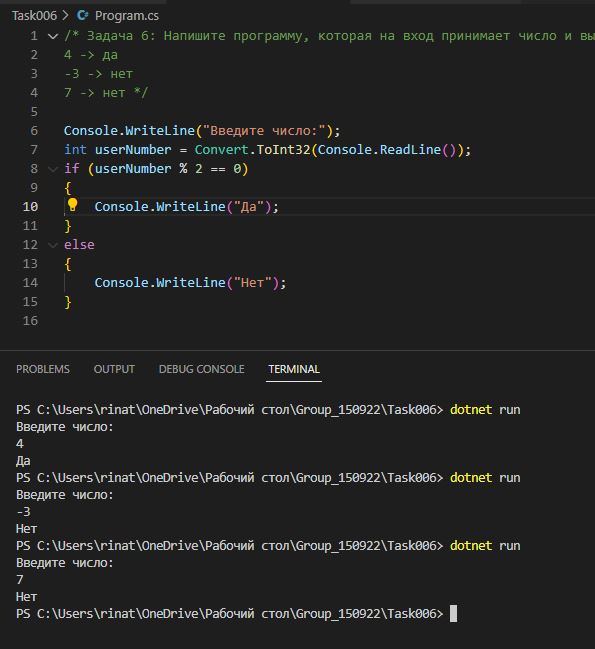 Task006 > C# Program.cs
1 /* Задача 6: Напишите программу, которая на вход принимает число и вы
2 4 -> да
3 -3 -> нет
4 7 -> нет */
5
6 Console.WriteLine("Введите число:");
7 int userNumber = Convert.ToInt32(Console.ReadLine());
8 if (userNumber % 2 == 0)
9 {
10 Console.WriteLine("Да");
11 }
12 else
13 {
14 Console.WriteLine("Нет");
15 }
16
PROBLEMS OUTPUT DEBUG CONSOLE TERMINAL
PS C:\Users\rinat\OneDrive\Рабочий стол\Group_150922\Task006> dotnet run
Введите число:
4
Да
PS C:\Users\rinat\OneDrive\Рабочий стол\Group_150922\Task006> dotnet run
Введите число:
-3
Нет
PS C:\Users\rinat\OneDrive\Рабочий стол\Group_150922\Task006> dotnet run
Введите число:
7
Нет
PS C:\Users\rinat\OneDrive\Рабочий стол\Group_150922\Task006>